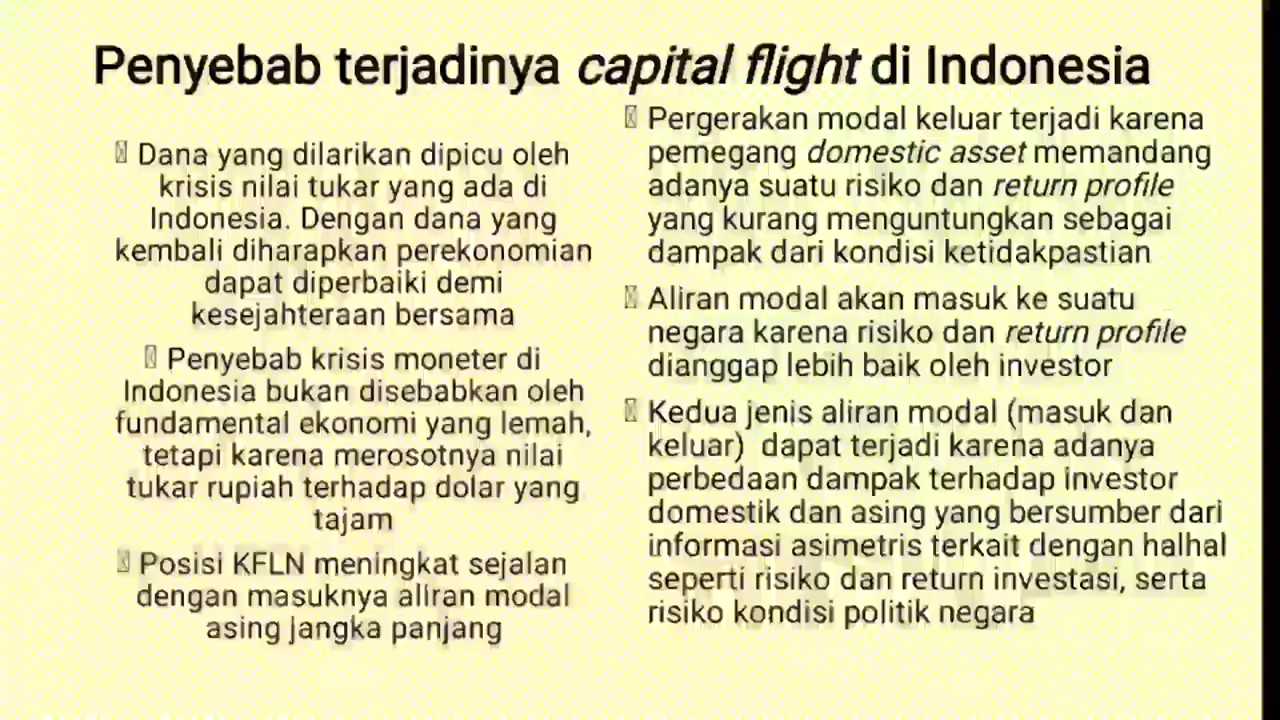 Penyebab terjadinya capital flight di Indonesia
Dana yang dilarikan dipicu oleh
krisis nilai tukar yang ada di
Indonesia. Dengan dana yang
kembali diharapkan perekonomian
dapat diperbaiki demi
kesejahteraan bersama
Penyebab krisis moneter di
Indonesia bukan disebabkan oleh
fundamental ekonomi yang lemah,
tetapi karena merosotnya nilai
tukar rupiah terhadap dolar yang
tajam
Posisi KFLN meningkat sejalan
dengan masuknya aliran modal
asing jangka panjang
Pergerakan modal keluar terjadi karena
pemegang domestic asset memandang
adanya suatu risiko dan return profile
yang kurang menguntungkan sebagai
dampak dari kondisi ketidakpastian
Aliran modal akan masuk ke suatu
negara karena risiko dan return profile
dianggap lebih baik oleh investor
Kedua jenis aliran modal (masuk dan
keluar) dapat terjadi karena adanya
perbedaan dampak terhadap investor
domestik dan asing yang bersumber dari
informasi asimetris terkait dengan halhal
seperti risiko dan return investasi, serta
risiko kondisi politik negara